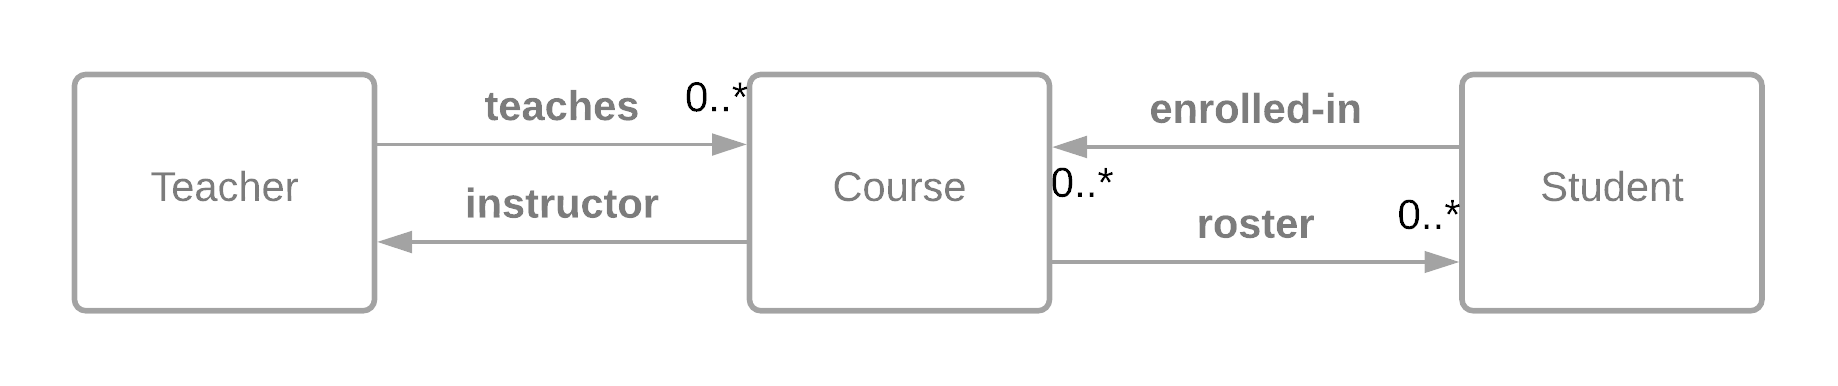 teaches
0..*
enrolled-in
Teacher
instructor
Course
0..*
roster
0..*
Student